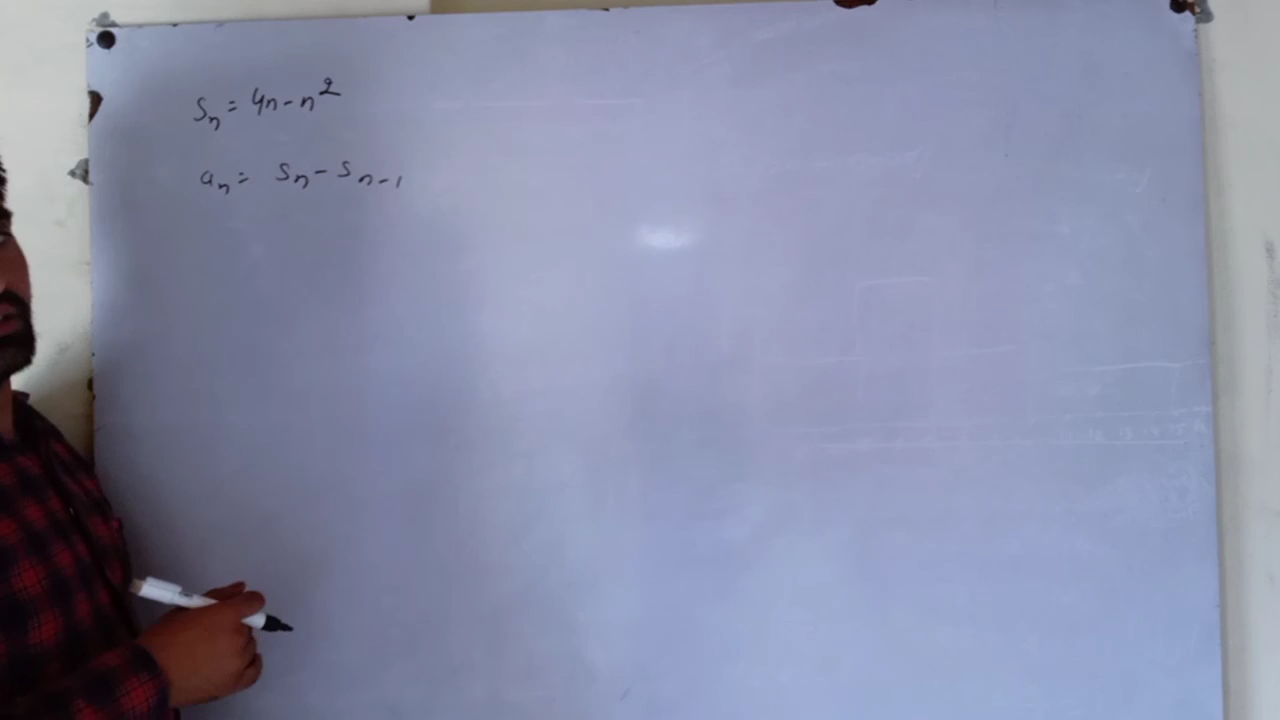 Sn = 4n - n²
an = Sn - Sn-1